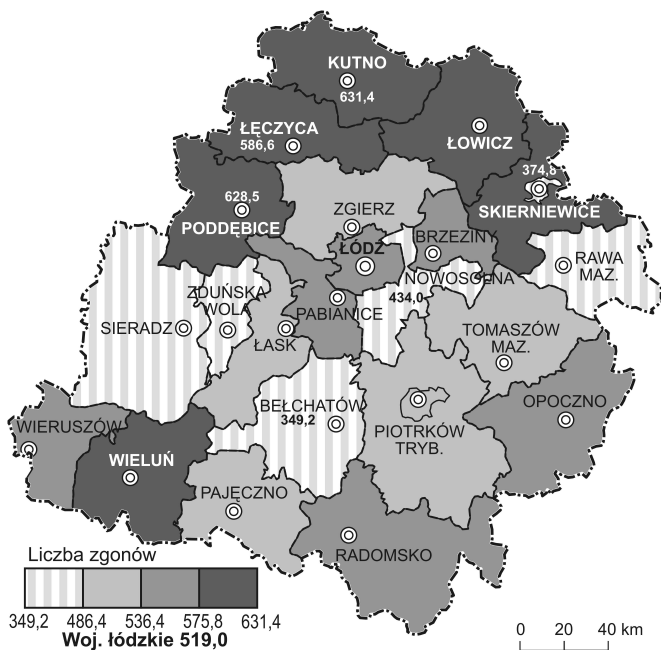 KUTNO
631,4
ŁĘCZYCA
586,6
ŁOWICZ
374,8
SKIERNIEWICE
628,5
PODDĘBICE
ZGIERZ
ŁÓDŹ
BRZEZINY
NOWOSOLNA
434,0
RAWA
MAZ.
ZDUŃSKA
WOLA
SIERADZ
PABIANICE
ŁASK
TOMASZÓW
MAZ.
BEŁCHATÓW
349,2
PIOTRKÓW
TRYB.
OPOCZNO
WIERUSZÓW
WIELUŃ
PAJĘCZNO
RADOMSKO
Liczba zgonów
349,2 486,4 536,4 575,8 631,4
Woj. łódzkie 519,0
0 20 40 km